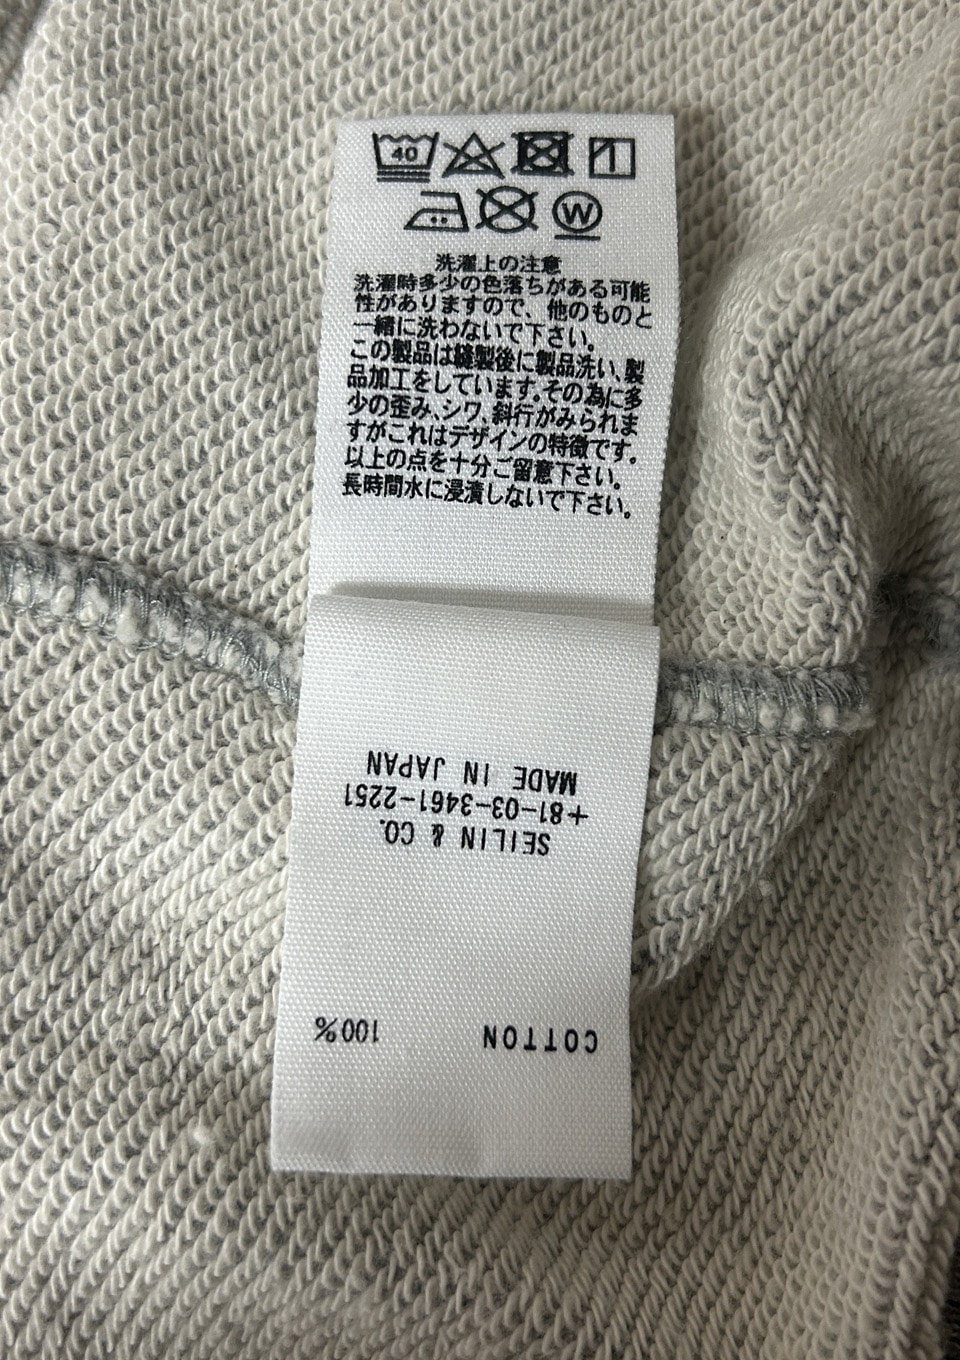 40
W
洗濯上の注意
洗濯時多少の色落ちがある可能
性がありますので、他のものと
一緒に洗わないで下さい。
この製品は縫製後に製品洗い、製
品加工をしています。その為に多
少の歪み、シワ、斜行がみられま
すがこれはデザインの特徴です。
以上の点を十分ご留意下さい。
長時間水に浸漬しないで下さい。
COTTON 100%
SEILIN & CO.
+81-03-3461-2251
MADE IN JAPAN